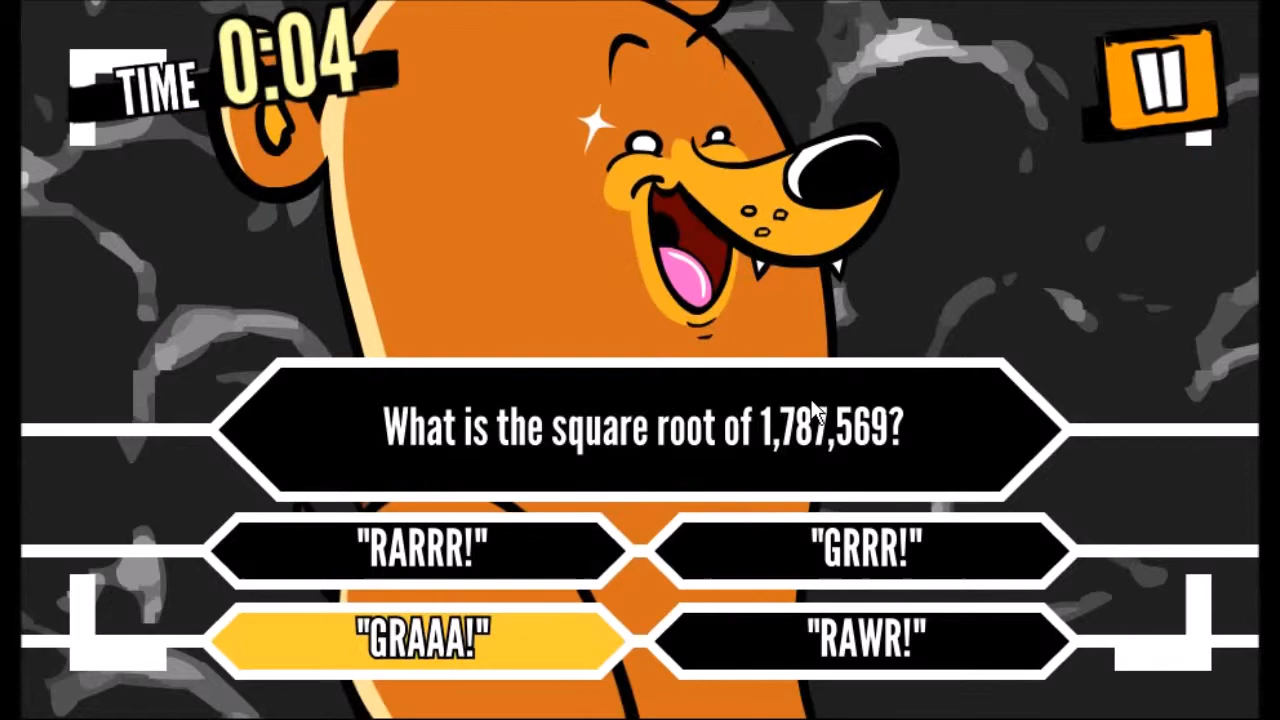 TIME 0:04
What is the square root of 1,787,569?
"RARRR!"
"GRRR!"
"GRAAA!"
"RAWR!"